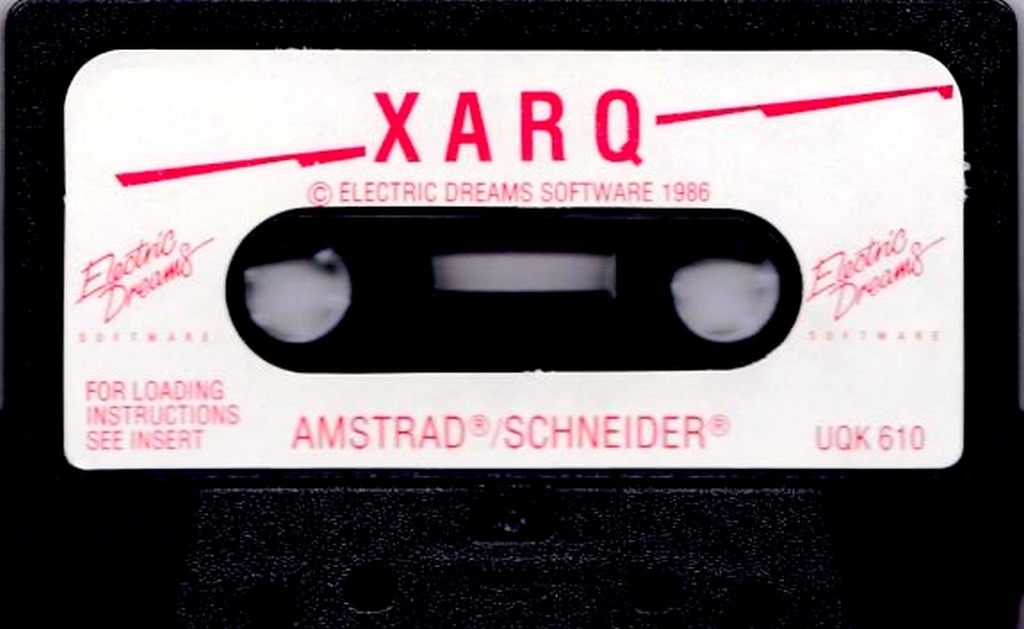 XARQ
© ELECTRIC DREAMS SOFTWARE 1986
Electric
Dreams
SOFTWARE
Electric
Dreams
SOFTWARE
FOR LOADING
INSTRUCTIONS
SEE INSERT
AMSTRAD®/SCHNEIDER®
UQK 610